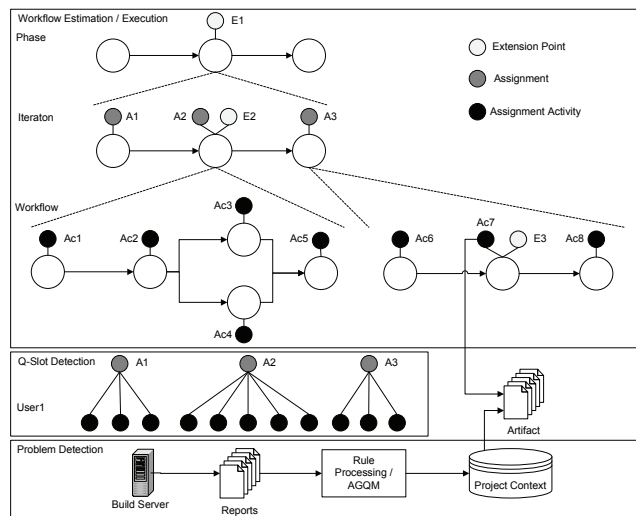 Workflow Estimation / Execution
Phase
E1
Extension Point
Assignment
Assignment Activity
Iteraton
A1
A2
E2
A3
Workflow
Ac1
Ac2
Ac3
Ac4
Ac5
Ac6
Ac7
E3
Ac8
Q-Slot Detection
A1
A2
A3
User1
Artifact
Problem Detection
Build Server
Reports
Rule
Processing /
AGQM
Project Context